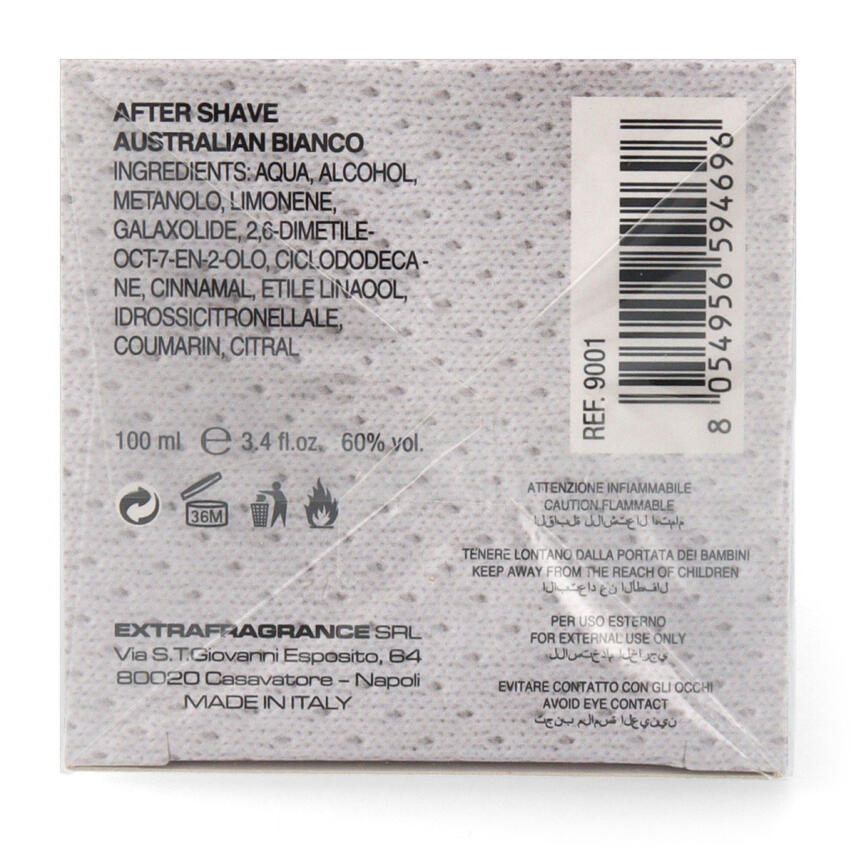 AFTER SHAVE
AUSTRALIAN BIANCO
INGREDIENTS: AQUA, ALCOHOL,
METANOLO, LIMONENE,
GALAXOLIDE, 2,6-DIMETILE-
OCT-7-EN-2-OLO, CICLODODECA-
NE, CINNAMAL, ETILE LINAOOL,
IDROSSICITRONELLALE,
COUMARIN, CITRAL
100 ml ℮ 3.4 fl.oz. 60% vol.
36M
EXTRAFRAGRANCE SRL
Via S.T.Giovanni Esposito, 64
80020 Casavatore - Napoli
MADE IN ITALY
REF. 9001
8 054956 594696
ATTENZIONE INFIAMMABILE
CAUTION FLAMMABLE
TENERE LONTANO DALLA PORTATA DEI BAMBINI
KEEP AWAY FROM THE REACH OF CHILDREN
PER USO ESTERNO
FOR EXTERNAL USE ONLY
EVITARE CONTATTO CON GLI OCCHI
AVOID EYE CONTACT